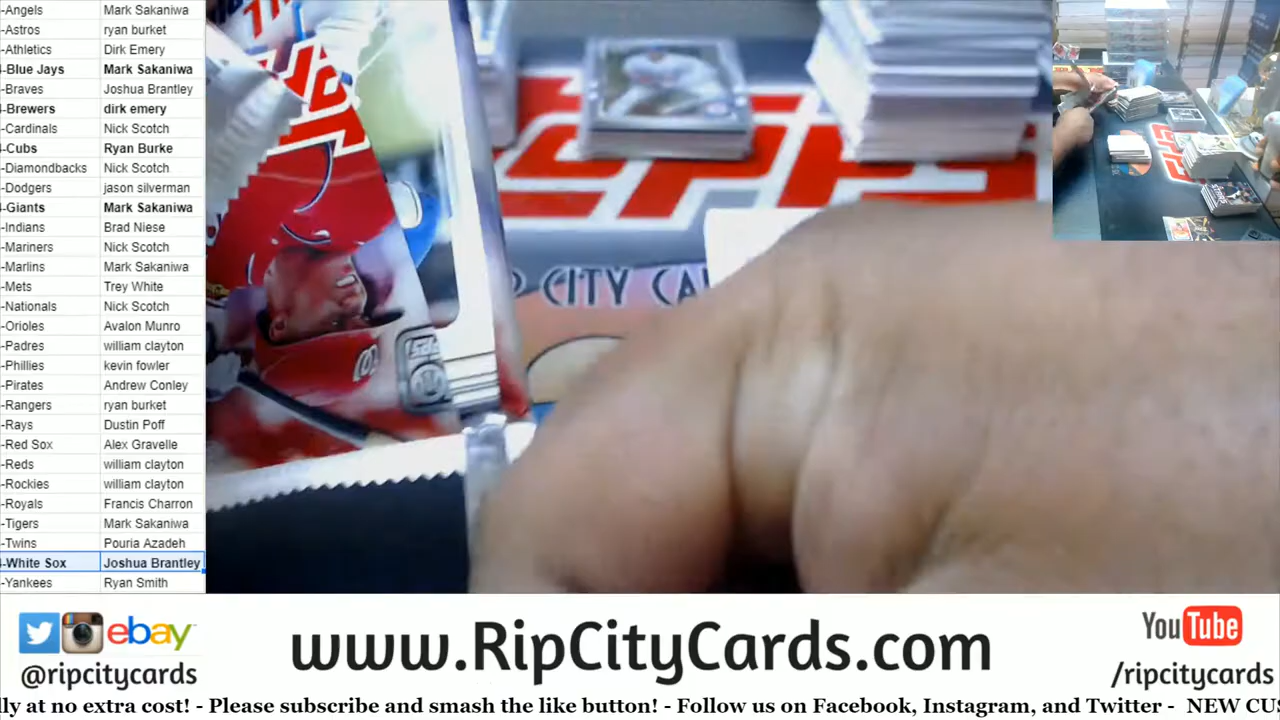 -Angels Mark Sakaniwa
-Astros ryan burket
-Athletics Dirk Emery
-Blue Jays Mark Sakaniwa
-Braves Joshua Brantley
-Brewers dirk emery
-Cardinals Nick Scotch
-Cubs Ryan Burke
-Diamondbacks Nick Scotch
-Dodgers jason silverman
-Giants Mark Sakaniwa
-Indians Brad Niese
-Mariners Nick Scotch
-Marlins Mark Sakaniwa
-Mets Trey White
-Nationals Nick Scotch
-Orioles Avalon Munro
-Padres william clayton
-Phillies kevin fowler
-Pirates Andrew Conley
-Rangers ryan burket
-Rays Dustin Poff
-Red Sox Alex Gravelle
-Reds william clayton
-Rockies william clayton
-Royals Francis Charron
-Tigers Mark Sakaniwa
-Twins Pouria Azadeh
-White Sox Joshua Brantley
-Yankees Ryan Smith
CITY
ebay
@ripcitycards
www.RipCityCards.com
YouTube
/ripcitycards
lly at no extra cost! - Please subscribe and smash the like button! - Follow us on Facebook, Instagram, and Twitter - NEW CUS